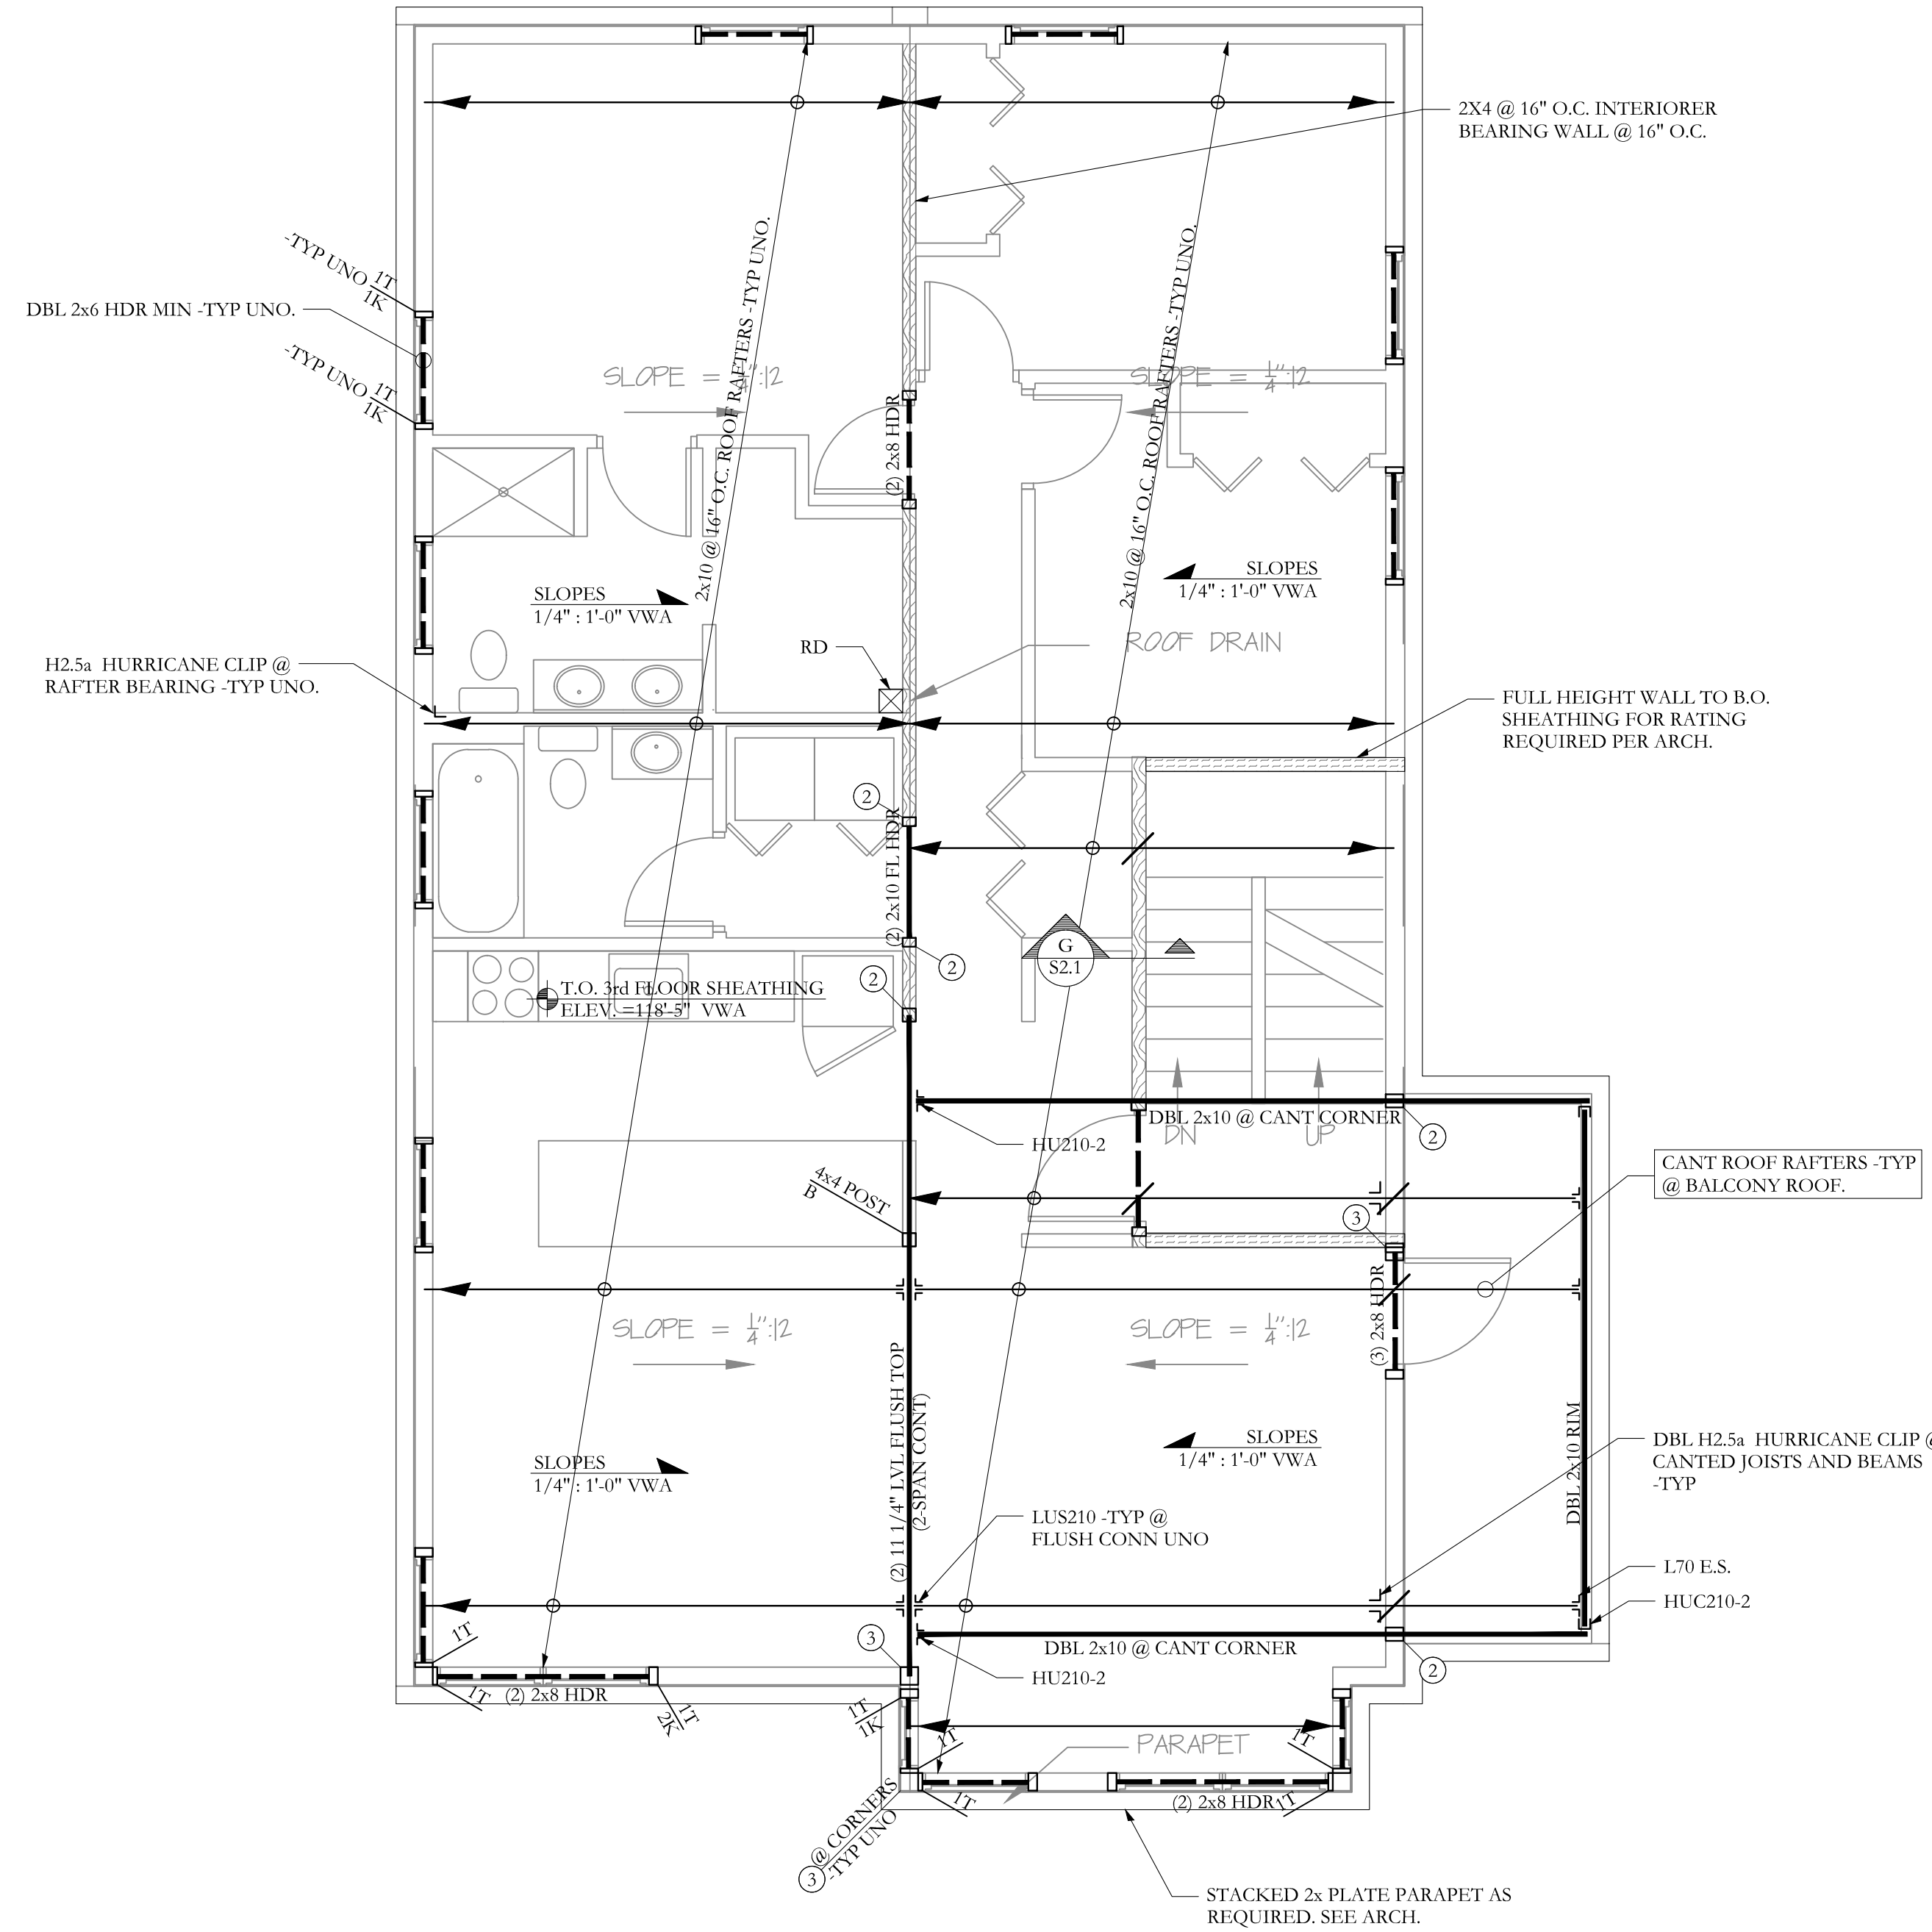 2X4 @ 16" O.C. INTERIORER
BEARING WALL @ 16" O.C.
-TYP UNO
1T
1K
DBL 2x6 HDR MIN -TYP UNO.
-TYP UNO
1T
1K
2x10 @ 16" O.C. ROOF RAFTERS -TYP UNO.
2x10 @ 16" O.C. ROOF RAFTERS -TYP UNO.
SLOPE = 1/4":12
SLOPE = 1/4":12
(2) 2x8 HDR
SLOPES
1/4" : 1'-0" VWA
SLOPES
1/4" : 1'-0" VWA
RD
ROOF DRAIN
H2.5a HURRICANE CLIP @
RAFTER BEARING -TYP UNO.
FULL HEIGHT WALL TO B.O.
SHEATHING FOR RATING
REQUIRED PER ARCH.
2
(2) 2x10 FL HDR
2
2
G
S2.1
T.O. 3rd FLOOR SHEATHING
ELEV. =118'-5" VWA
DBL 2x10 @ CANT CORNER
DN
UP
2
HU210-2
4x4 POST
B
3
CANT ROOF RAFTERS -TYP
@ BALCONY ROOF.
(3) 2x8 HDR
SLOPE = 1/4":12
SLOPE = 1/4":12
(2) 11 1/4" LVL FLUSH TOP
(2-SPAN CONT)
SLOPES
1/4" : 1'-0" VWA
SLOPES
1/4" : 1'-0" VWA
DBL 2x10 RIM
DBL H2.5a HURRICANE CLIP @
CANTED JOISTS AND BEAMS
-TYP
LUS210 -TYP @
FLUSH CONN UNO
L70 E.S.
HUC210-2
1T
3
DBL 2x10 @ CANT CORNER
HU210-2
2
1T
(2) 2x8 HDR
1T
2K
1T
1K
1T
PARAPET
1T
1T
(2) 2x8 HDR
1T
3
@ CORNERS
-TYP UNO
STACKED 2x PLATE PARAPET AS
REQUIRED. SEE ARCH.